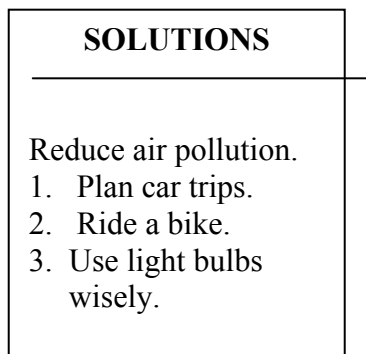 SOLUTIONS
Reduce air pollution.
1. Plan car trips.
2. Ride a bike.
3. Use light bulbs
wisely.